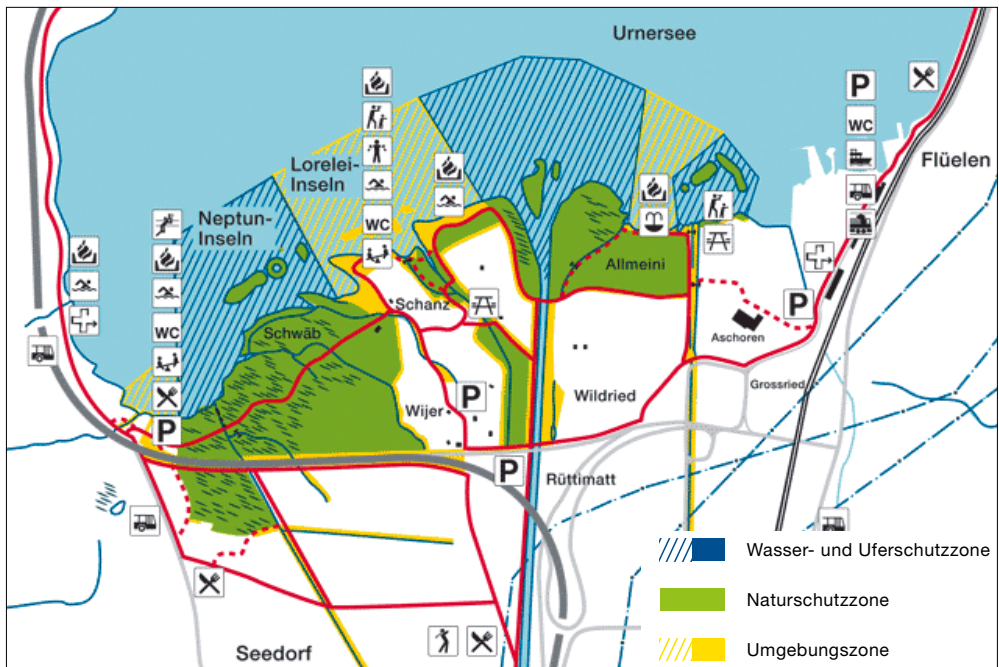 Urnersee
P
WC
Flüelen
Lorelei-
Inseln
WC
Neptun-
Inseln
WC
P
Allmeini
Schanz
P
Aschoren
Schwäb
Grossried
Wijer
P
Wildried
P
Rüttimatt
Wasser- und Uferschutzzone
Naturschutzzone
Umgebungszone
Seedorf